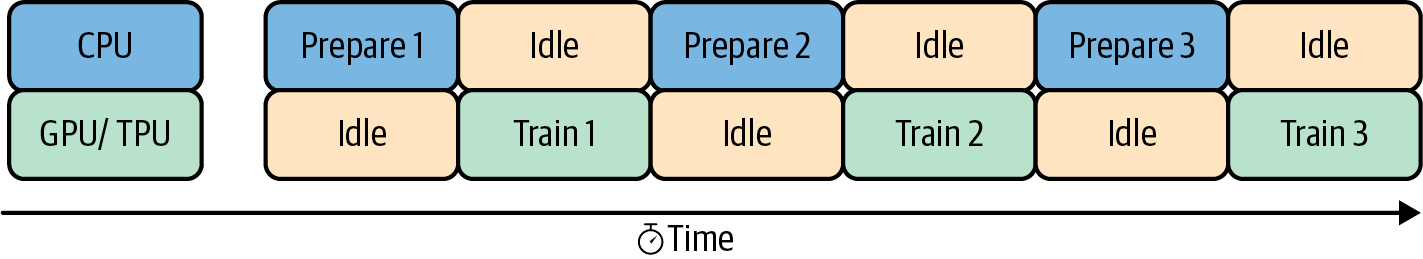 CPU Prepare 1 Idle Prepare 2 Idle Prepare 3 Idle
GPU/ TPU Idle Train 1 Idle Train 2 Idle Train 3
Time